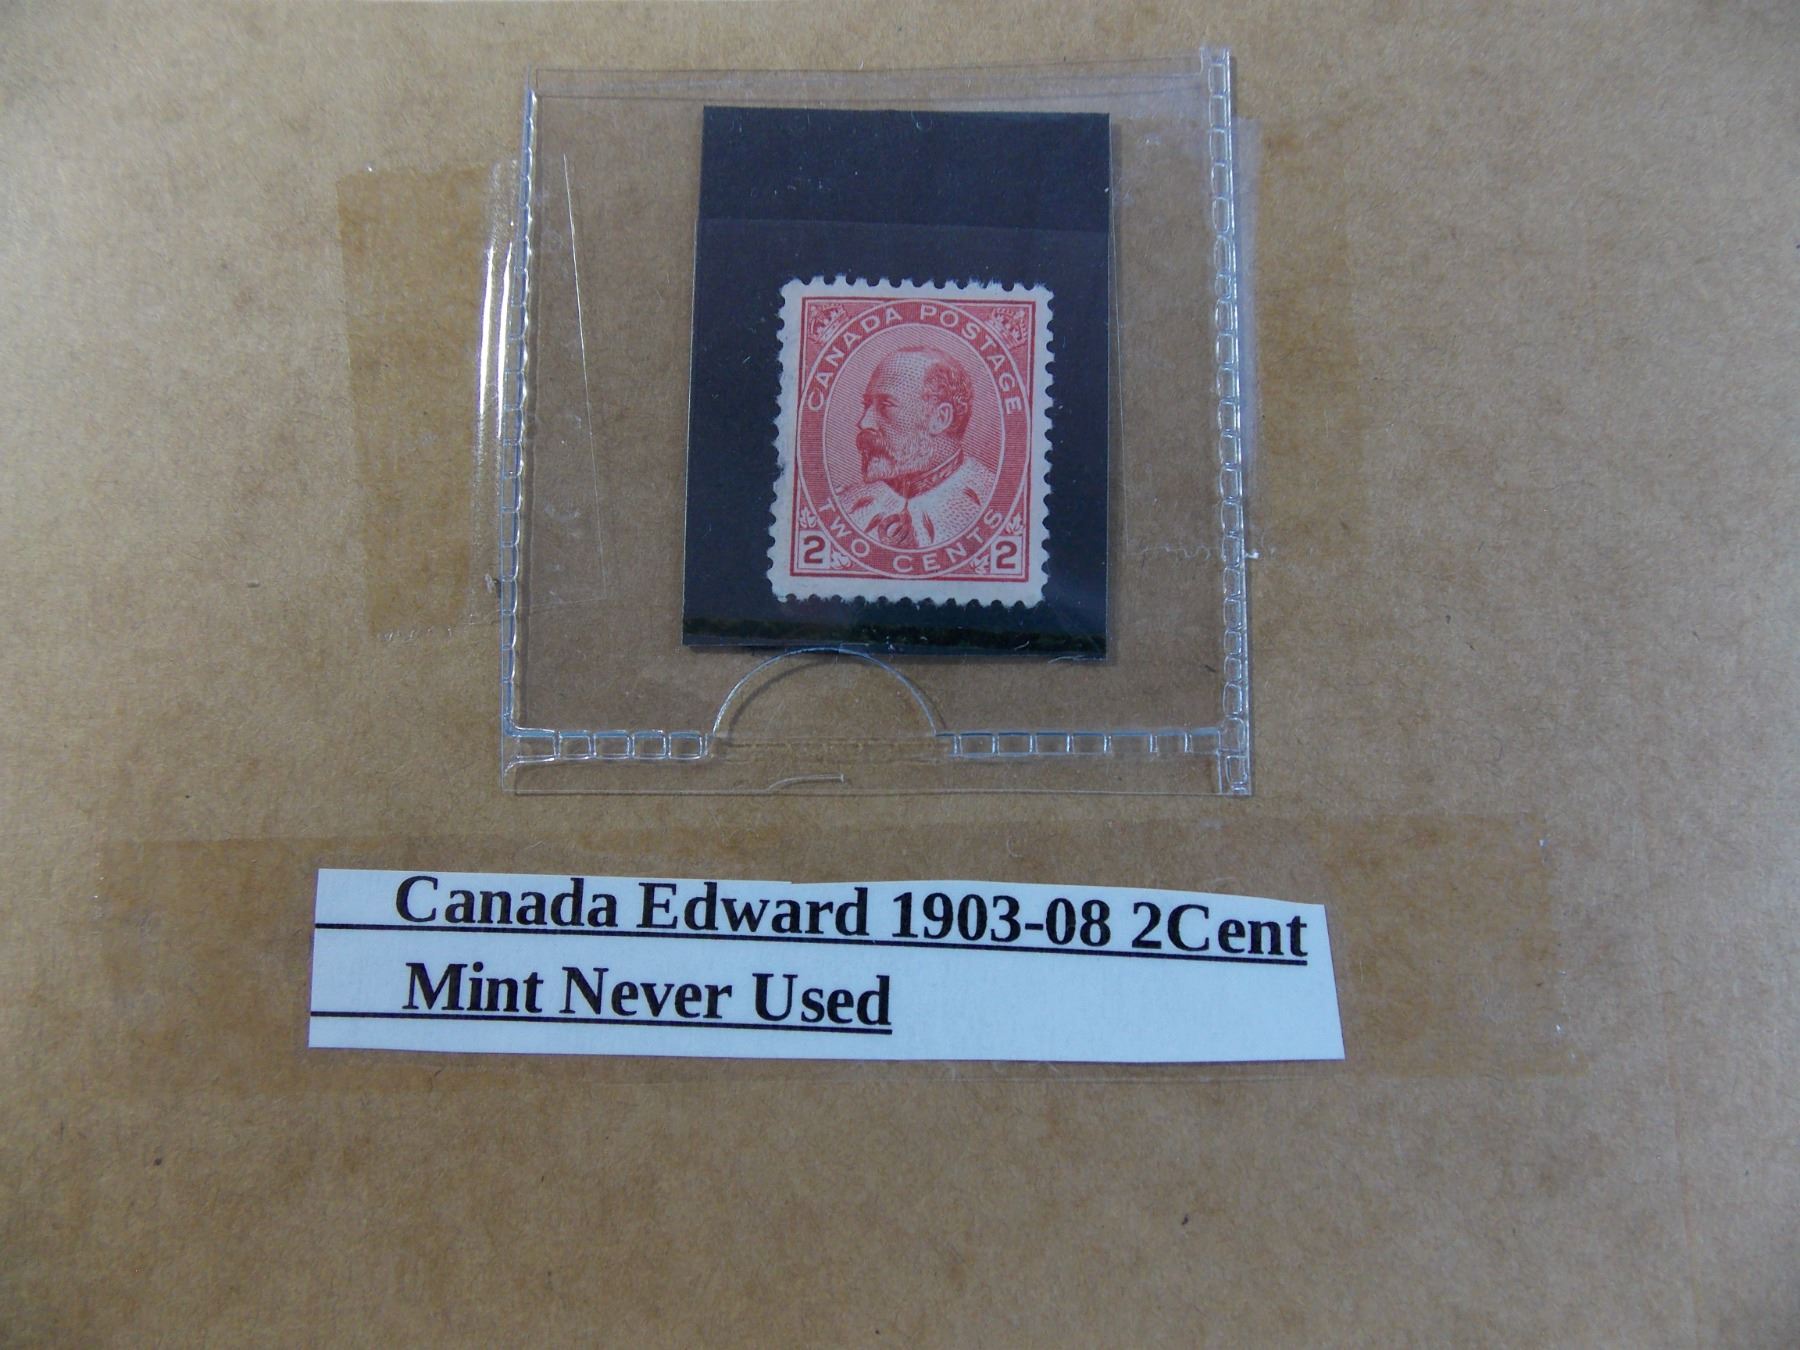 CANADA POSTAGE
TWO CENTS
2 2
Canada Edward 1903-08 2Cent
Mint Never Used